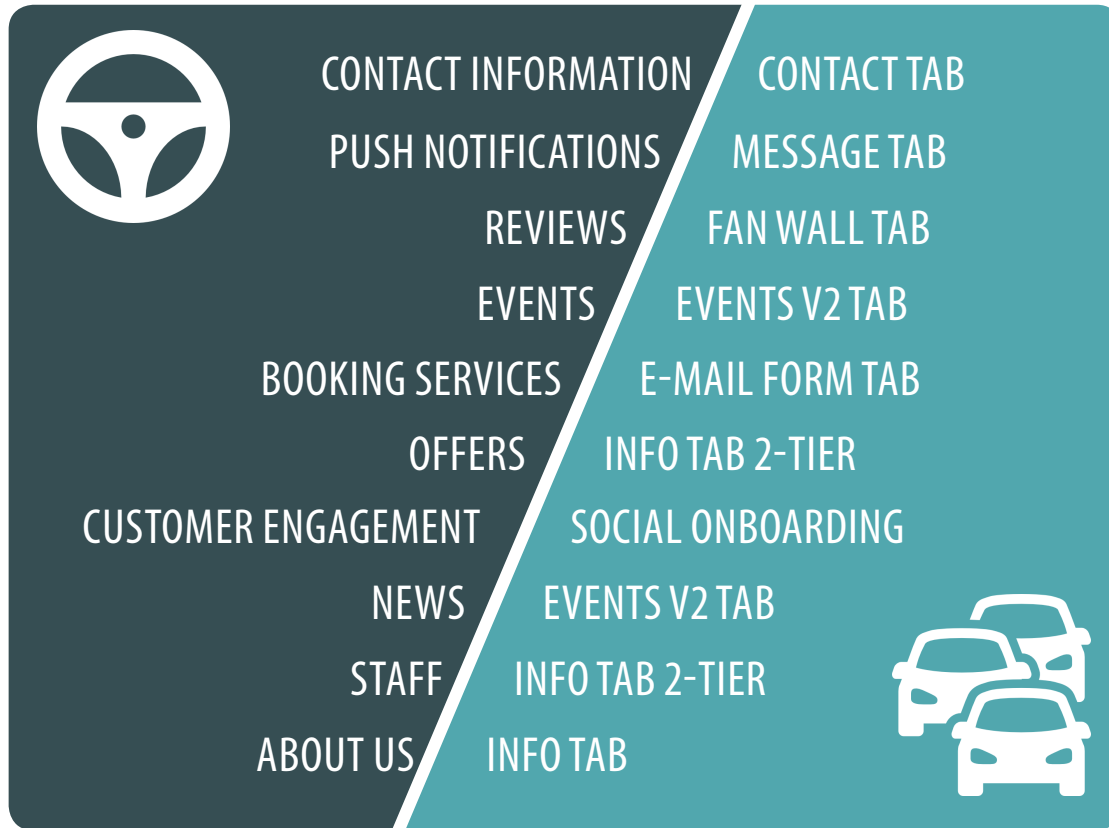 CONTACT INFORMATION CONTACT TAB
PUSH NOTIFICATIONS MESSAGE TAB
REVIEWS FAN WALL TAB
EVENTS EVENTS V2 TAB
BOOKING SERVICES E-MAIL FORM TAB
OFFERS INFO TAB 2-TIER
CUSTOMER ENGAGEMENT SOCIAL ONBOARDING
NEWS EVENTS V2 TAB
STAFF INFO TAB 2-TIER
ABOUT US INFO TAB